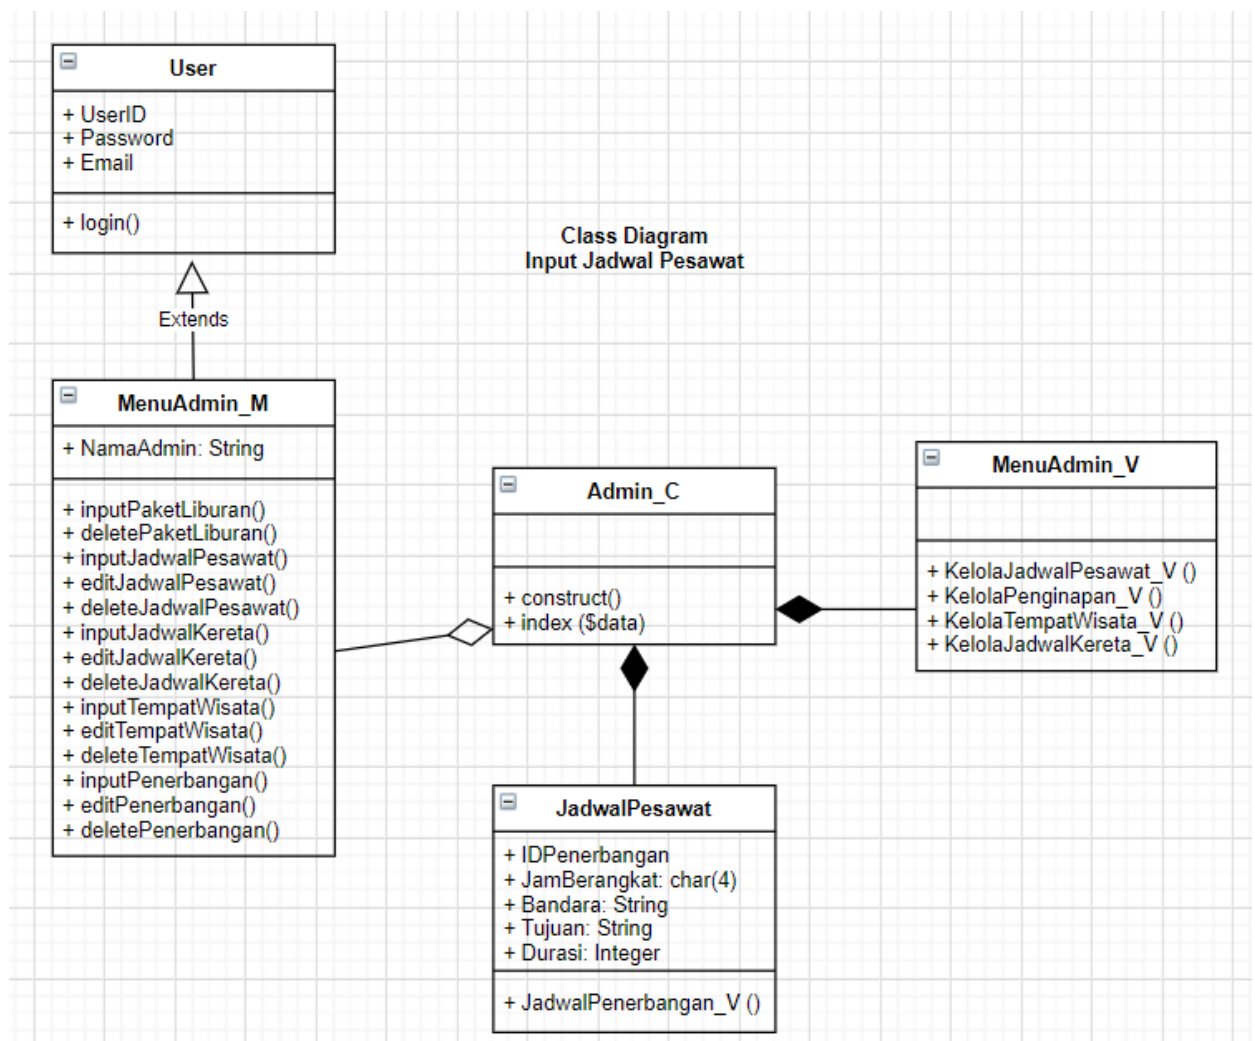 User
+ UserID
+ Password
+ Email
+ login()
Class Diagram
Input Jadwal Pesawat
Extends
MenuAdmin_M
+ NamaAdmin: String
+ inputPaketLiburan()
+ deletePaketLiburan()
+ inputJadwalPesawat()
+ editJadwalPesawat()
+ deleteJadwalPesawat()
+ inputJadwalKereta()
+ editJadwalKereta()
+ deleteJadwalKereta()
+ inputTempatWisata()
+ editTempatWisata()
+ deleteTempatWisata()
+ inputPenerbangan()
+ editPenerbangan()
+ deletePenerbangan()
Admin_C
+ construct()
+ index ($data)
MenuAdmin_V
+ KelolaJadwalPesawat_V ()
+ KelolaPenginapan_V ()
+ KelolaTempatWisata_V ()
+ KelolaJadwalKereta_V ()
JadwalPesawat
+ IDPenerbangan
+ JamBerangkat: char(4)
+ Bandara: String
+ Tujuan: String
+ Durasi: Integer
+ JadwalPenerbangan_V ()